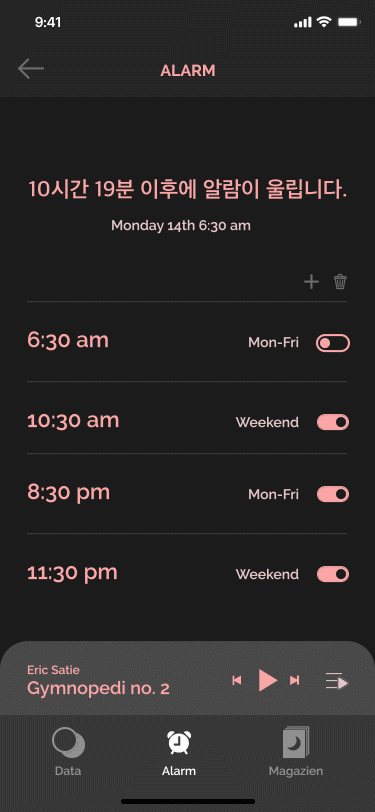 9:41
ALARM
10시간 19분 이후에 알람이 울립니다.
Monday 14th 6:30 am
6:30 am Mon-Fri
10:30 am Weekend
8:30 pm Mon-Fri
11:30 pm Weekend
Eric Satie
Gymnopedi no. 2
Data Alarm Magazien